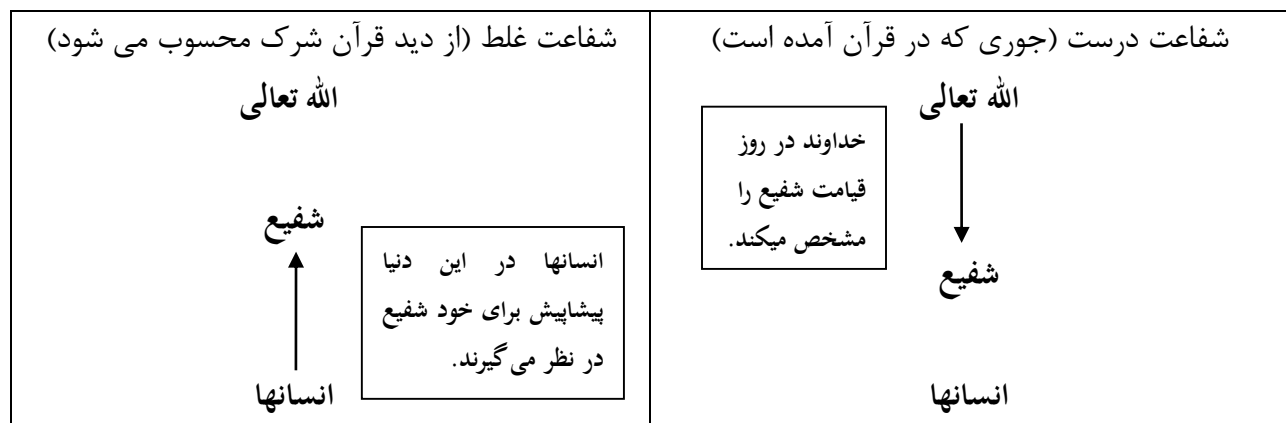 شفاعت درست (جوری که در قرآن آمده است)
الله تعالی
خداوند در روز
قیامت شفیع را
مشخص میکند.
شفیع
انسانها
شفاعت غلط (از دید قرآن شرک محسوب می شود)
الله تعالی
شفیع
انسانها در این دنیا
پیشاپیش برای خود شفیع
در نظر می‌گیرند.
انسانها